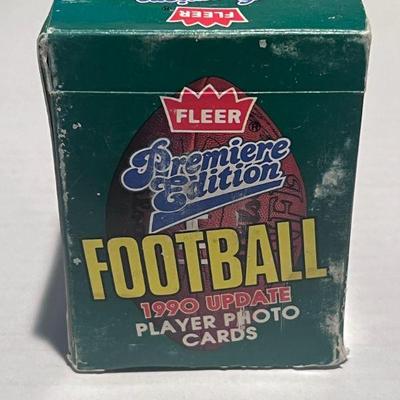 FLEER
FLEER
Premiere
Edition
FOOTBALL
1990 UPDATE
PLAYER PHOTO
CARDS